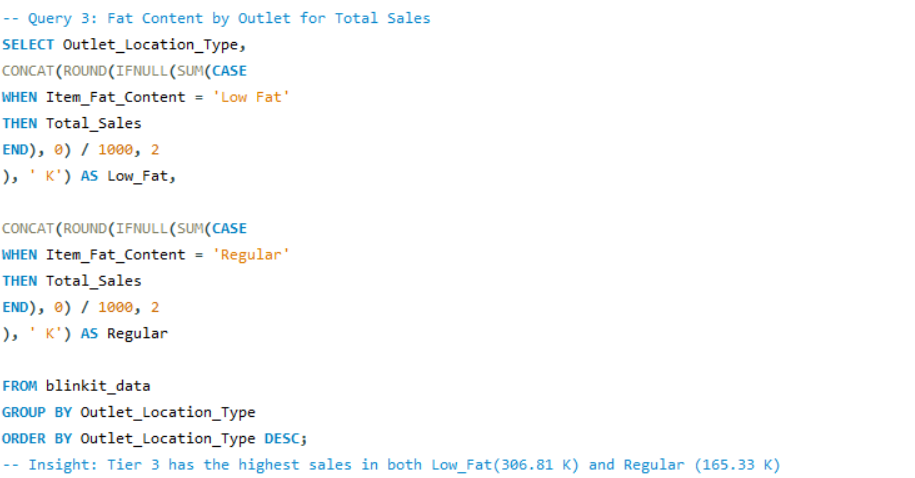 -- Query 3: Fat Content by Outlet for Total Sales
SELECT Outlet_Location_Type,
CONCAT(ROUND(IFNULL(SUM(CASE
WHEN Item_Fat_Content = 'Low Fat'
THEN Total_Sales
END), 0) / 1000, 2
), ' K') AS Low_Fat,
CONCAT(ROUND(IFNULL(SUM(CASE
WHEN Item_Fat_Content = 'Regular'
THEN Total_Sales
END), 0) / 1000, 2
), ' K') AS Regular
FROM blinkit_data
GROUP BY Outlet_Location_Type
ORDER BY Outlet_Location_Type DESC;
-- Insight: Tier 3 has the highest sales in both Low_Fat(306.81 K) and Regular (165.33 K)